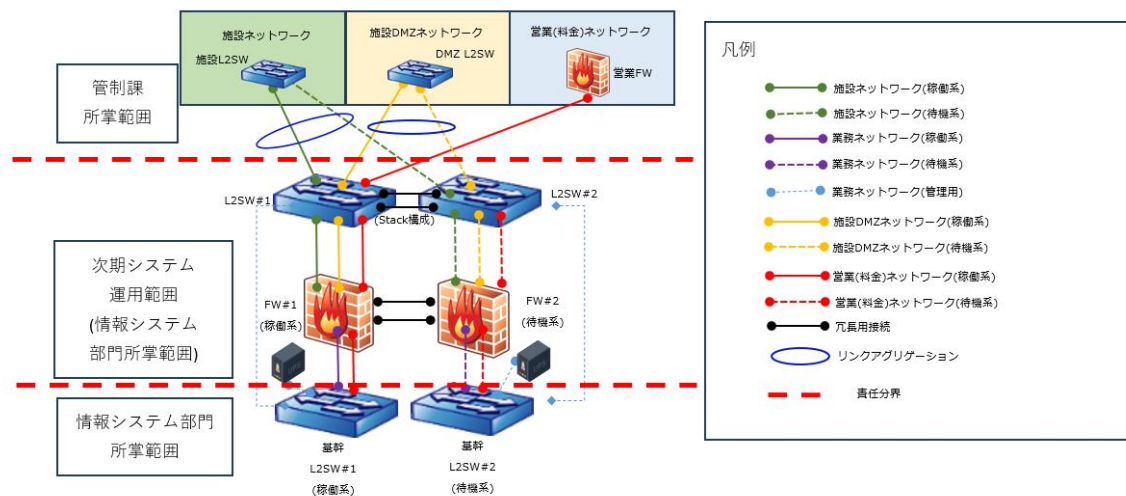 施設ネットワーク
施設L2SW
施設DMZネットワーク
DMZ L2SW
営業(料金)ネットワーク
営業FW
管制課
所掌範囲
L2SW#1
L2SW#2
(Stack構成)
次期システム
運用範囲
(情報システム
部門所掌範囲)
FW#1
(稼働系)
FW#2
(待機系)
UPS
UPS
情報システム部門
所掌範囲
基幹
L2SW#1
(稼働系)
基幹
L2SW#2
(待機系)
凡例
施設ネットワーク(稼働系)
施設ネットワーク(待機系)
業務ネットワーク(稼働系)
業務ネットワーク(待機系)
業務ネットワーク(管理用)
施設DMZネットワーク(稼働系)
施設DMZネットワーク(待機系)
営業(料金)ネットワーク(稼働系)
営業(料金)ネットワーク(待機系)
冗長用接続
リンクアグリゲーション
責任分界